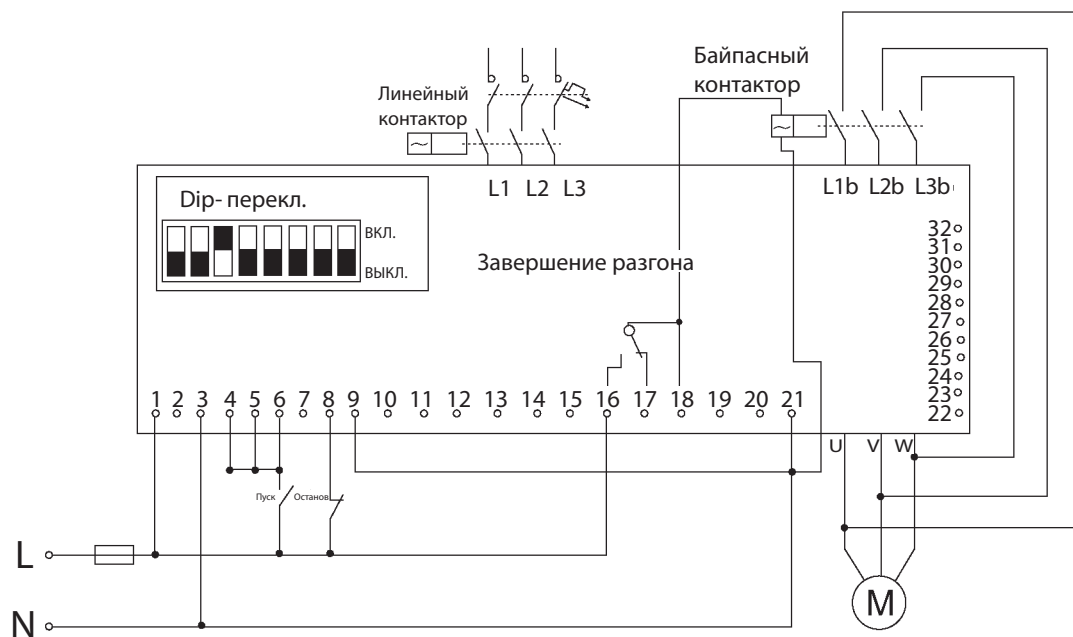 Линейный
контактор
Байпасный
контактор
~
~
L1 L2 L3
L1b L2b L3b
Dip- перекл.
ВКЛ.
ВЫКЛ.
Завершение разгона
32
31
30
29
28
27
26
25
24
23
22
1 2 3 4 5 6 7 8 9 10 11 12 13 14 15 16 17 18 19 20 21
U V W
Пуск Останов
L
N
M